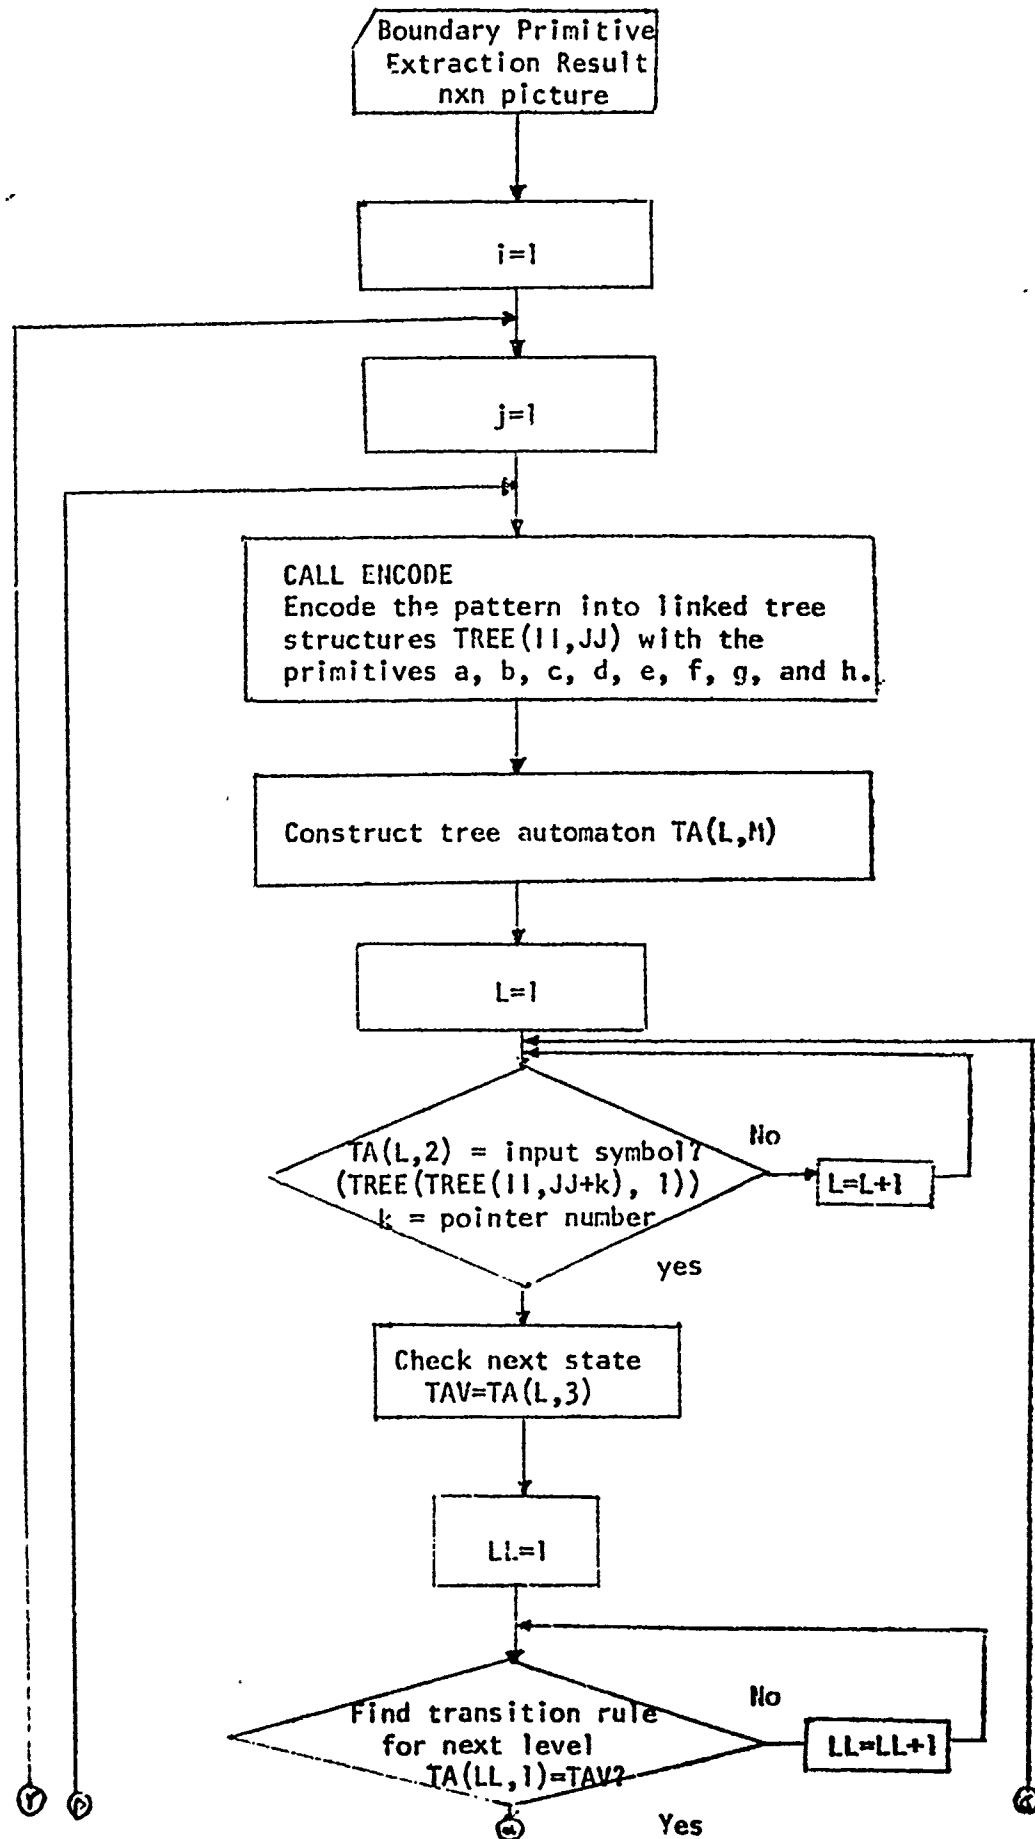 Boundary Primitive
Extraction Result
nxn picture
i=1
j=1
CALL ENCODE
Encode the pattern into linked tree
structures TREE(II,JJ) with the
primitives a, b, c, d, e, f, g, and h.
Construct tree automaton TA(L,M)
L=1
TA(L,2) = input symbol?
(TREE(TREE(II,JJ+k), 1))
k = pointer number
No
L=L+1
yes
Check next state
TAV=TA(L,3)
LL=1
Find transition rule
for next level
TA(LL,1)=TAV?
No
LL=LL+1
Yes